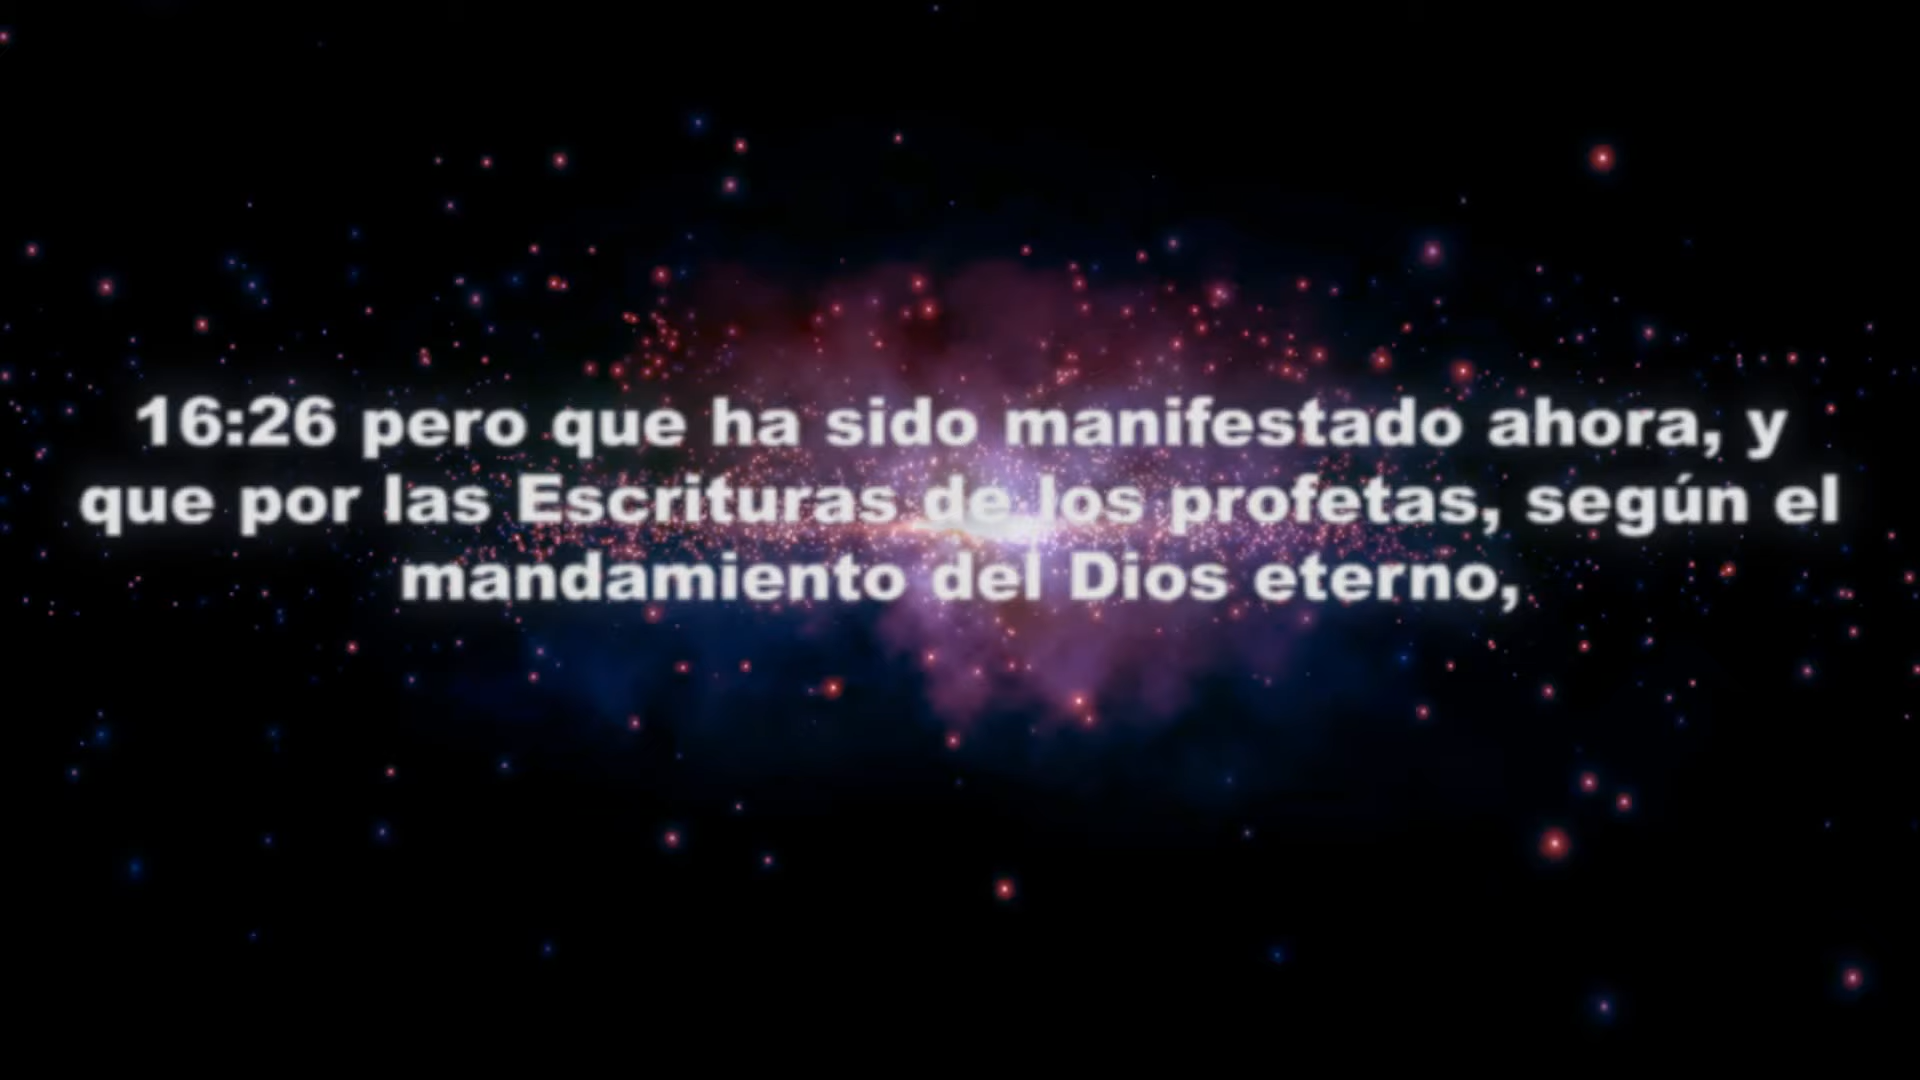 16:26 pero que ha sido manifestado ahora, y
que por las Escrituras de los profetas, según el
mandamiento del Dios eterno,